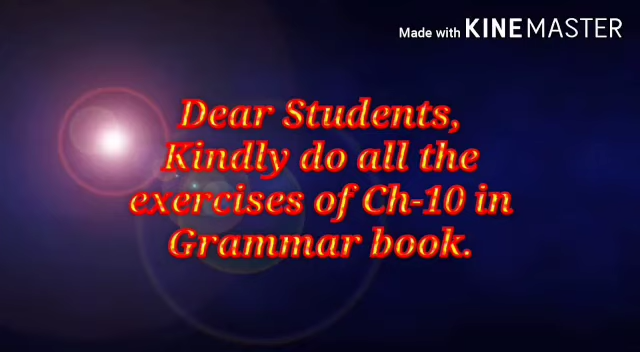 Made with KINEMASTER
Dear Students,
Kindly do all the
exercises of Ch-10 in
Grammar book.